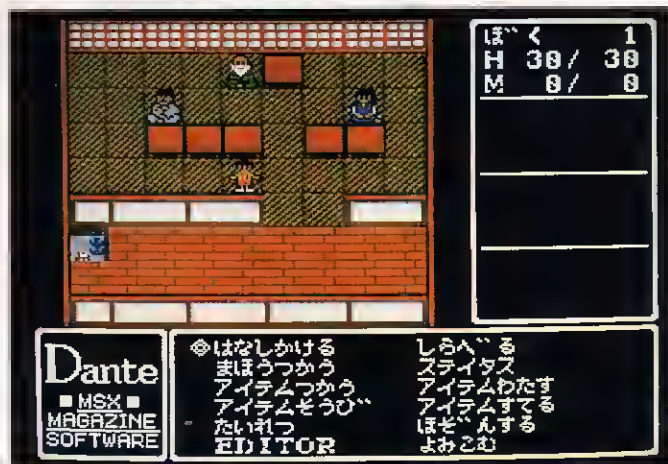 ぼく 1
H 30/ 30
M 0/ 0
Dante
■ MSX ■
MAGAZINE
SOFTWARE
はなしかける しらべる
まほうつかう ステイタス
アイテムつかう アイテムわたす
アイテムそうび アイテムすてる
たいれつ ほぞんする
EDITOR よみこむ